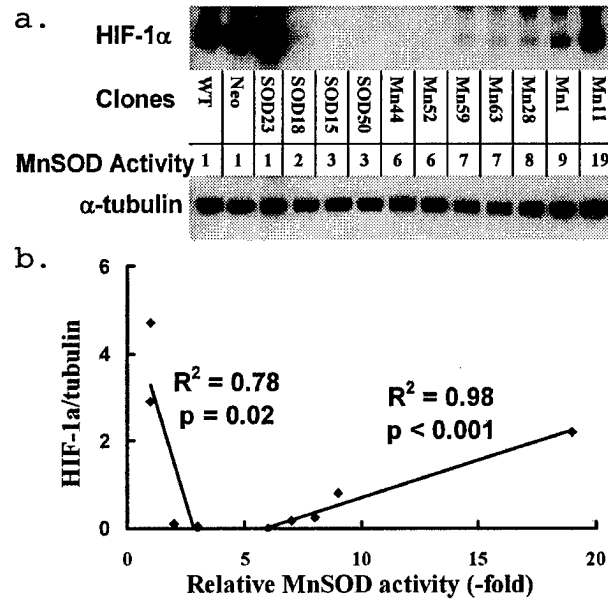 a.
HIF-1α
Clones
WT Neo SOD23 SOD18 SOD15 SOD50 Mn44 Mn52 Mn59 Mn63 Mn28 Mn1 Mn11
MnSOD Activity 1 1 1 2 3 3 6 6 7 7 8 9 19
α-tubulin
b.
HIF-1a/tubulin
6
4
2
0
R² = 0.78
p = 0.02
R² = 0.98
p < 0.001
0 5 10 15 20
Relative MnSOD activity (-fold)